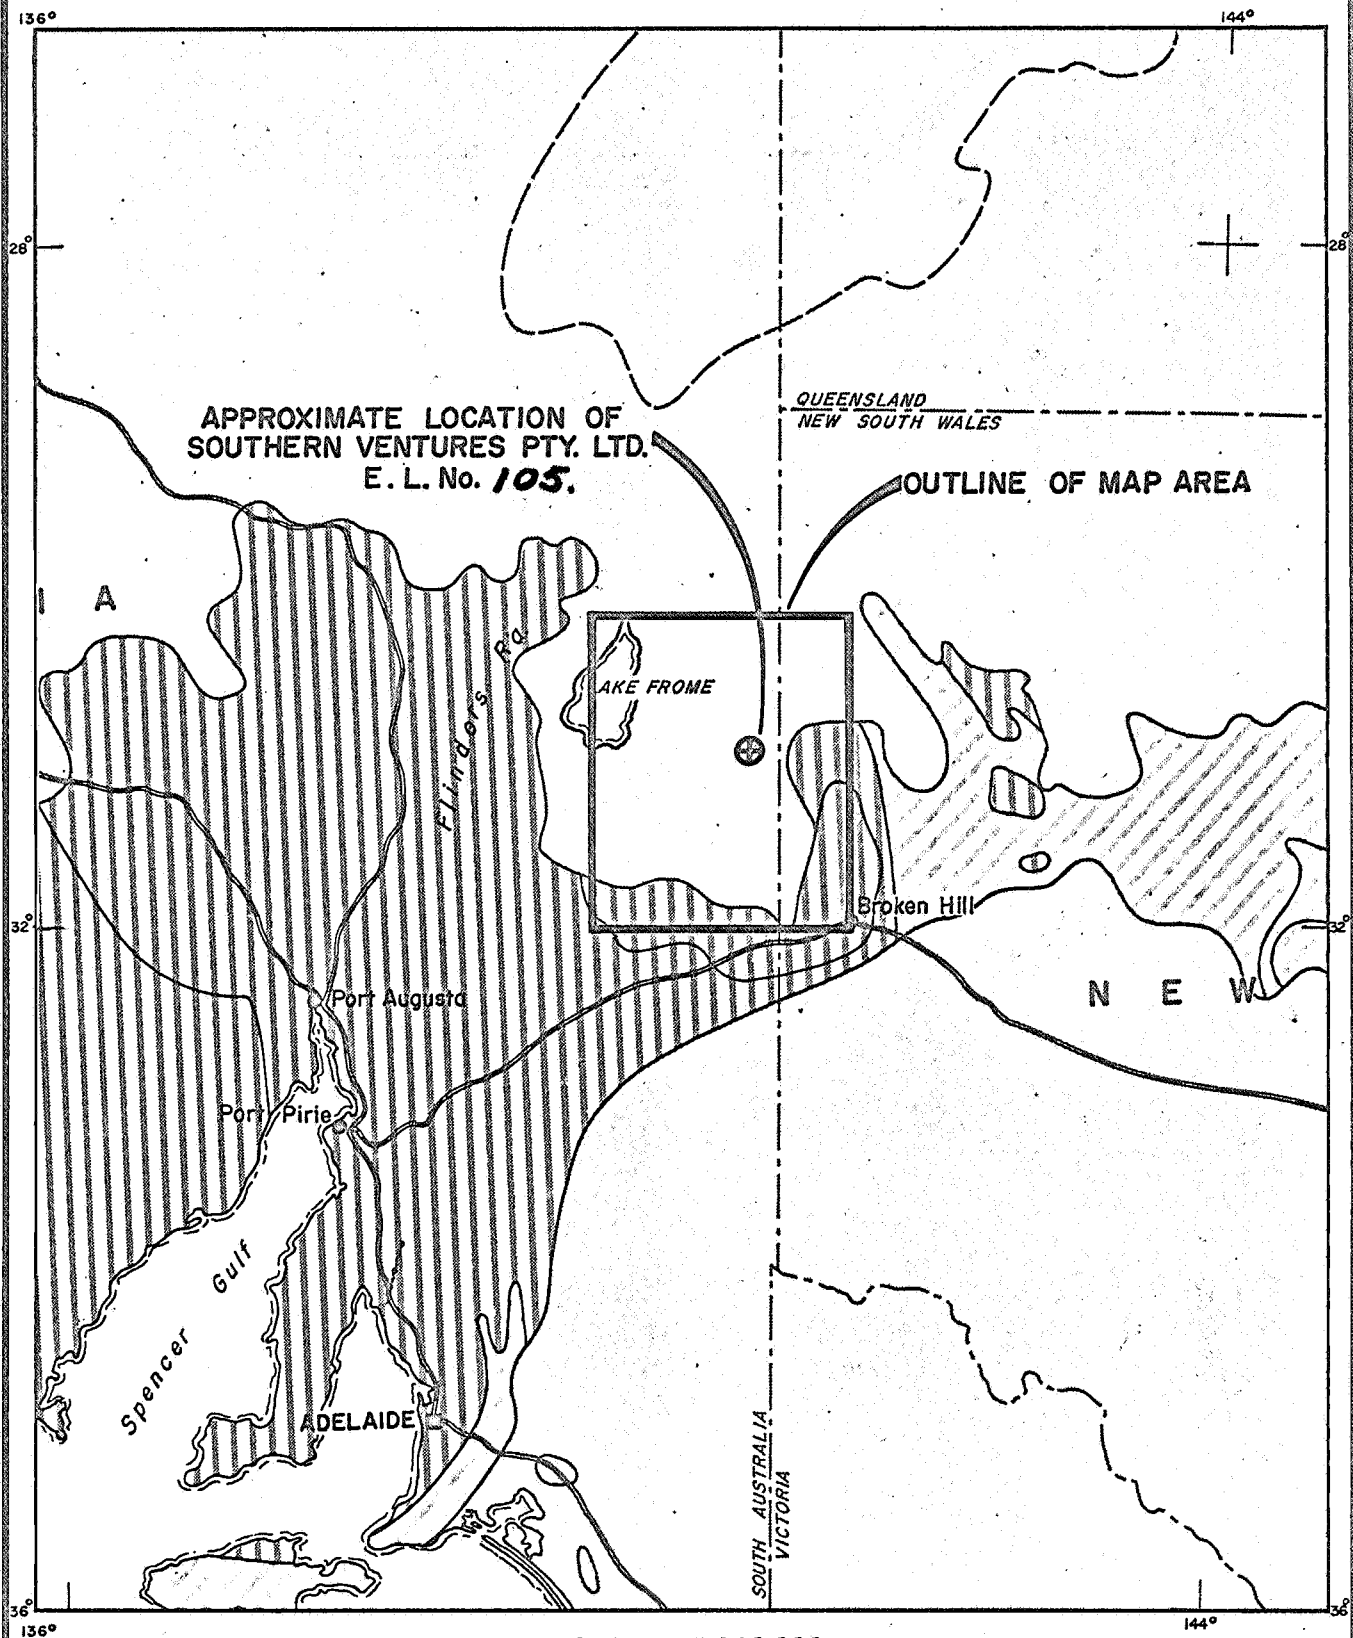 136° 144°
28° 28°
QUEENSLAND
NEW SOUTH WALES
APPROXIMATE LOCATION OF
SOUTHERN VENTURES PTY. LTD.
E. L. No. 105.
OUTLINE OF MAP AREA
I A
Flinders Ra.
AKE FROME
Broken Hill
32° 32°
N E W
Port Augusta
Port Pirie
Spencer Gulf
ADELAIDE
SOUTH AUSTRALIA
VICTORIA
36° 36°
136° 144°